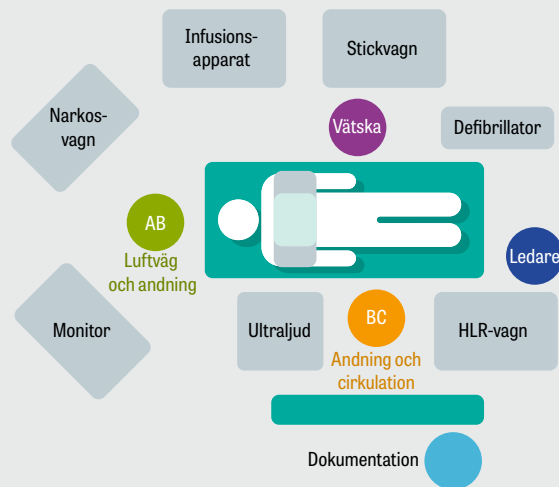 Infusions-
apparat
Stickvagn
Narkos-
vagn
Vätska
Defibrillator
AB
Luftväg
och andning
Ledare
Monitor
Ultraljud
BC
HLR-vagn
Andning och
cirkulation
Dokumentation